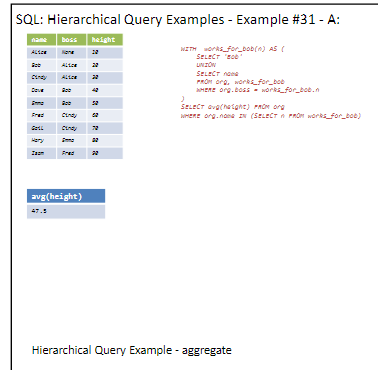 SQL: Hierarchical Query Examples - Example #31 - A:
name boss height
Alice None 10
Bob Alice 20
Cindy Alice 30
Dave Bob 40
Emma Bob 50
Fred Cindy 60
Gail Cindy 70
Hary Emma 80
Zsam Fred 90
WITH works_for_bob(n) AS (
SELECT 'Bob'
UNION
SELECT name
FROM org, works_for_bob
WHERE org.boss = works_for_bob.n
)
SELECT avg(height) FROM org
WHERE org.name IN (SELECT n FROM works_for_bob)
avg(height)
47.5
Hierarchical Query Example - aggregate